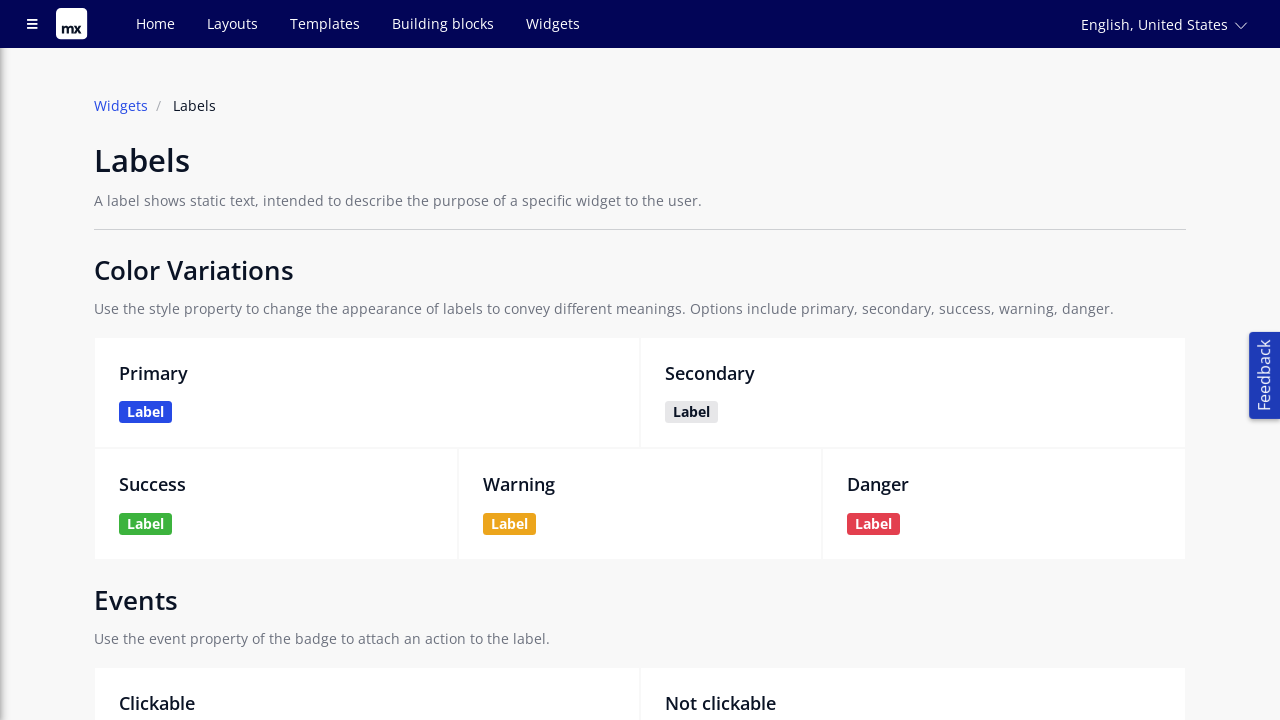 mx
Home
Layouts
Templates
Building blocks
Widgets
English, United States
Widgets / Labels
Labels
A label shows static text, intended to describe the purpose of a specific widget to the user.
Color Variations
Use the style property to change the appearance of labels to convey different meanings. Options include primary, secondary, success, warning, danger.
Primary
Label
Secondary
Label
Success
Label
Warning
Label
Danger
Label
Events
Use the event property of the badge to attach an action to the label.
Clickable
Not clickable
Feedback